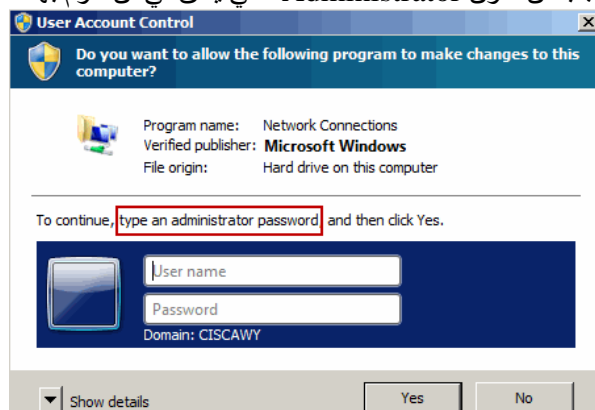 Administrator
User Account Control
Do you want to allow the following program to make changes to this
computer?
Program name: Network Connections
Verified publisher: Microsoft Windows
File origin: Hard drive on this computer
To continue, type an administrator password, and then click Yes.
User name
Password
Domain: CISCAWY
Show details
Yes
No